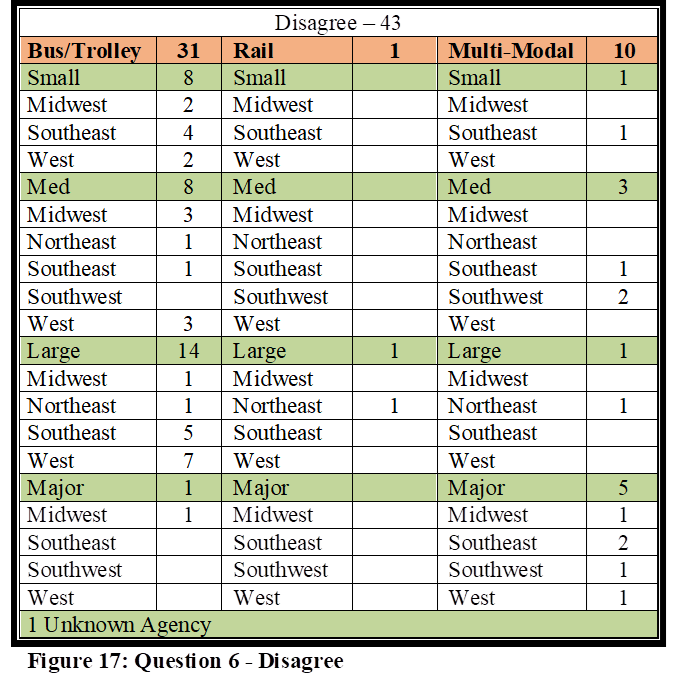 Disagree – 43
Bus/Trolley 31 Rail 1 Multi-Modal 10
Small 8 Small Small 1
Midwest 2 Midwest Midwest
Southeast 4 Southeast Southeast 1
West 2 West West
Med 8 Med Med 3
Midwest 3 Midwest Midwest
Northeast 1 Northeast Northeast
Southeast 1 Southeast Southeast 1
Southwest Southwest Southwest 2
West 3 West West
Large 14 Large 1 Large 1
Midwest 1 Midwest Midwest
Northeast 1 Northeast 1 Northeast 1
Southeast 5 Southeast Southeast
West 7 West West
Major 1 Major Major 5
Midwest 1 Midwest Midwest 1
Southeast Southeast Southeast 2
Southwest Southwest Southwest 1
West West West 1
1 Unknown Agency
Figure 17: Question 6 - Disagree